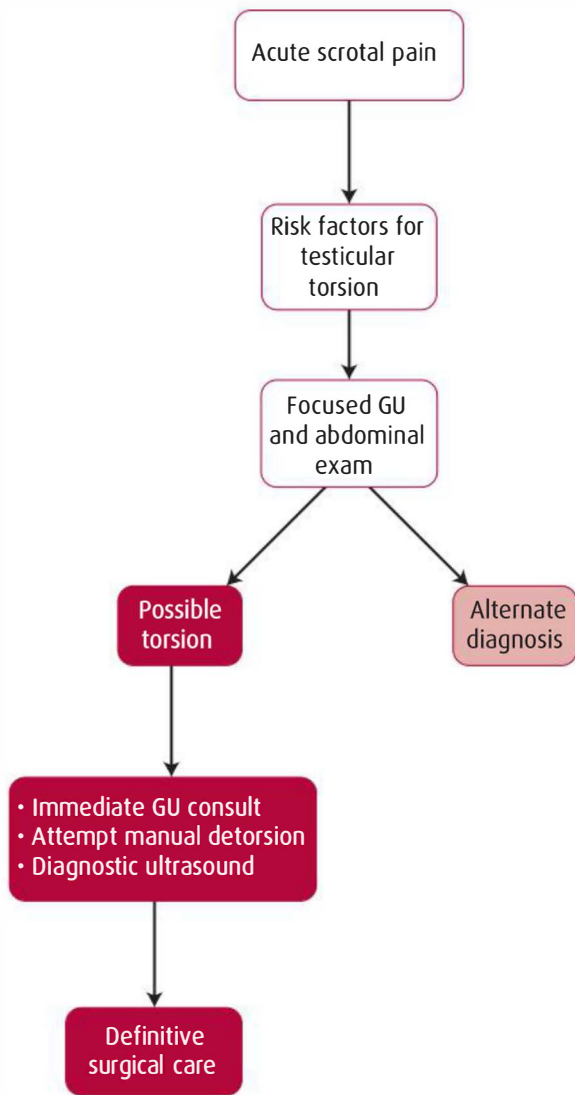 Acute scrotal pain
Risk factors for
testicular
torsion
Focused GU
and abdominal
exam
Possible
torsion
Alternate
diagnosis
• Immediate GU consult
• Attempt manual detorsion
• Diagnostic ultrasound
Definitive
surgical care